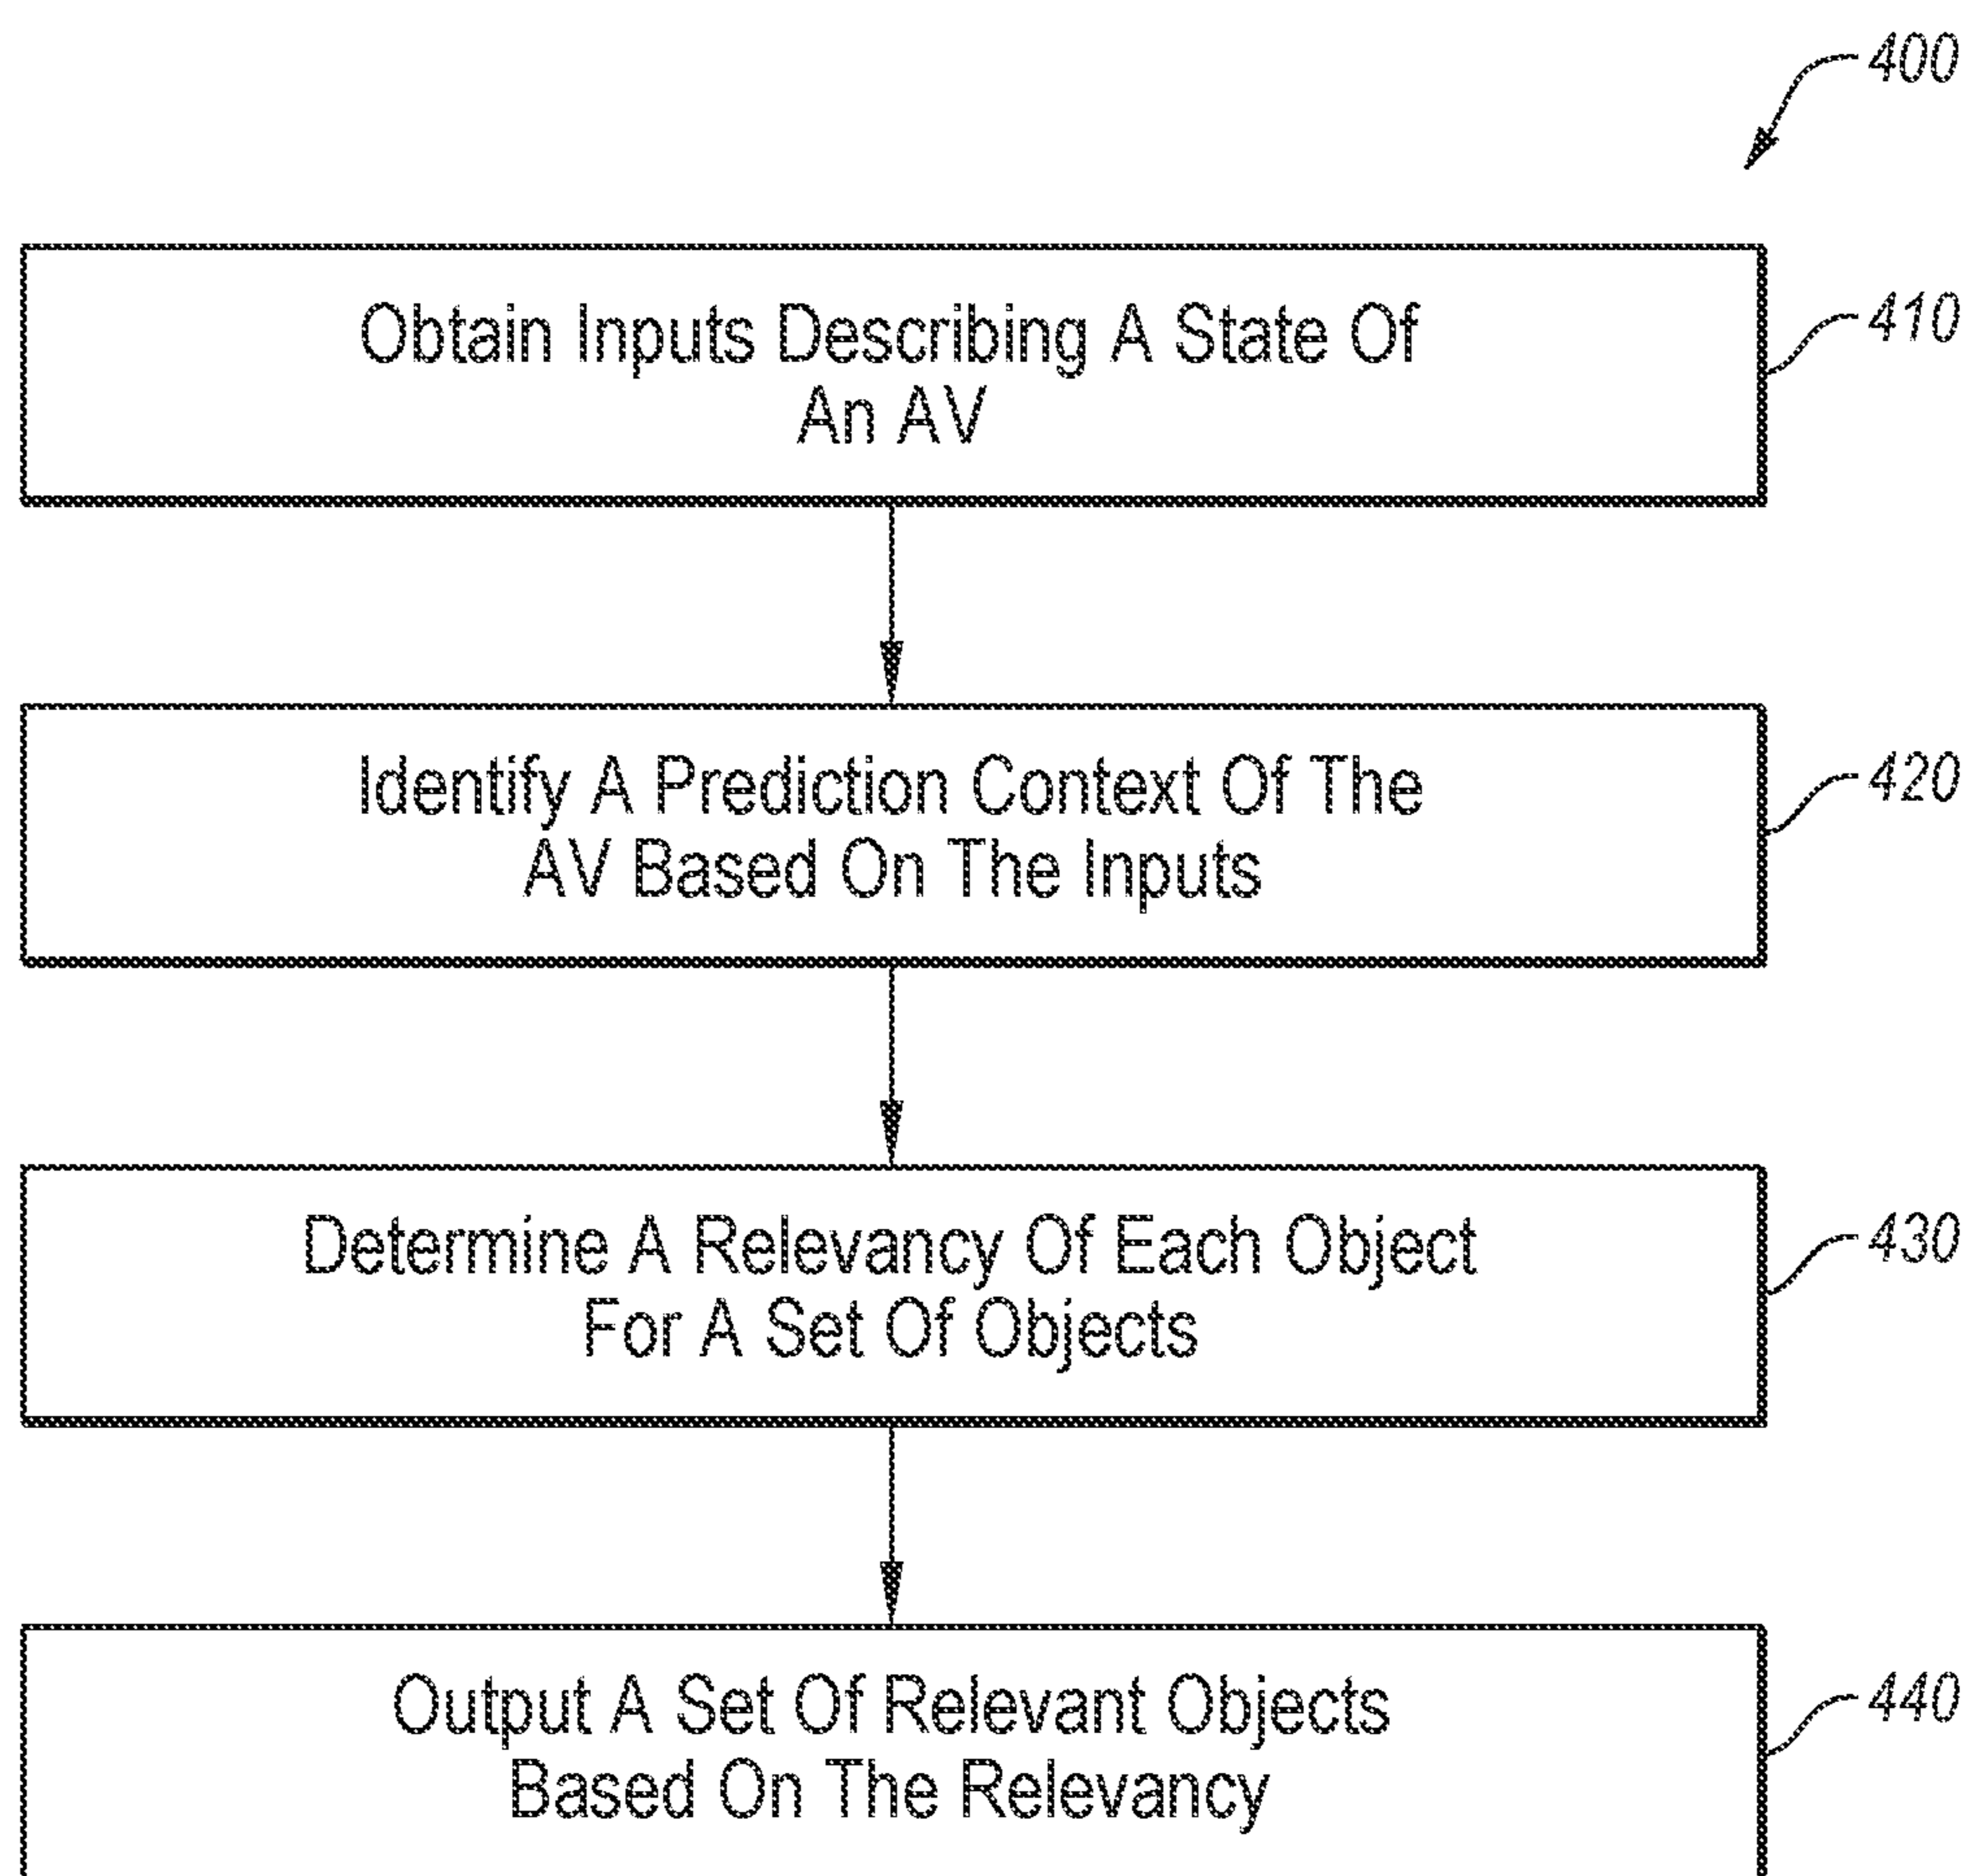 400
Obtain Inputs Describing A State Of
An AV
410
Identify A Prediction Context Of The
AV Based On The Inputs
420
Determine A Relevancy Of Each Object
For A Set Of Objects
430
Output A Set Of Relevant Objects
Based On The Relevancy
440